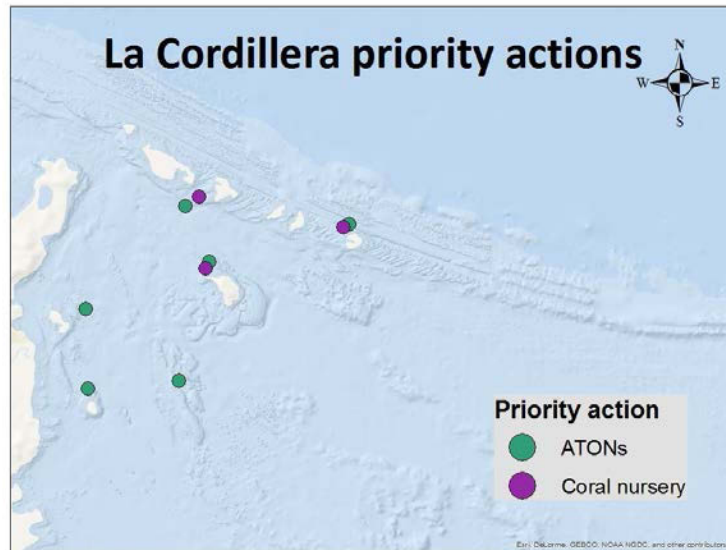 La Cordillera priority actions
N
W E
S
Priority action
ATONs
Coral nursery
Esri, DeLorme, GEBCO, NOAA NGDC, and other contributors